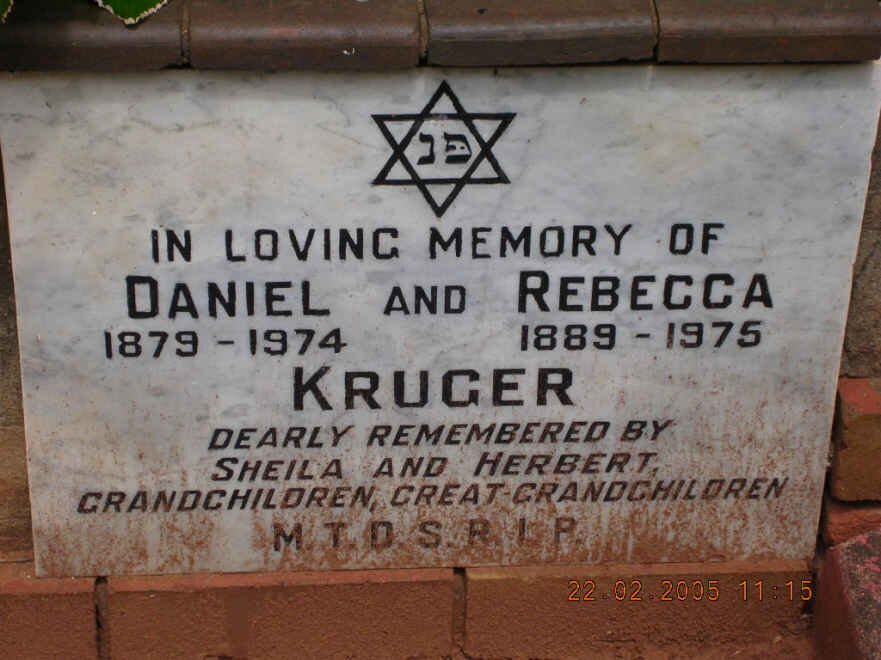 פנ
IN LOVING MEMORY OF
DANIEL AND REBECCA
1879 - 1974 1889 - 1975
KRUGER
DEARLY REMEMBERED BY
SHEILA AND HERBERT,
GRANDCHILDREN, GREAT-GRANDCHILDREN
M.T.D.S.R.I.P.
22.02.2005 11:15